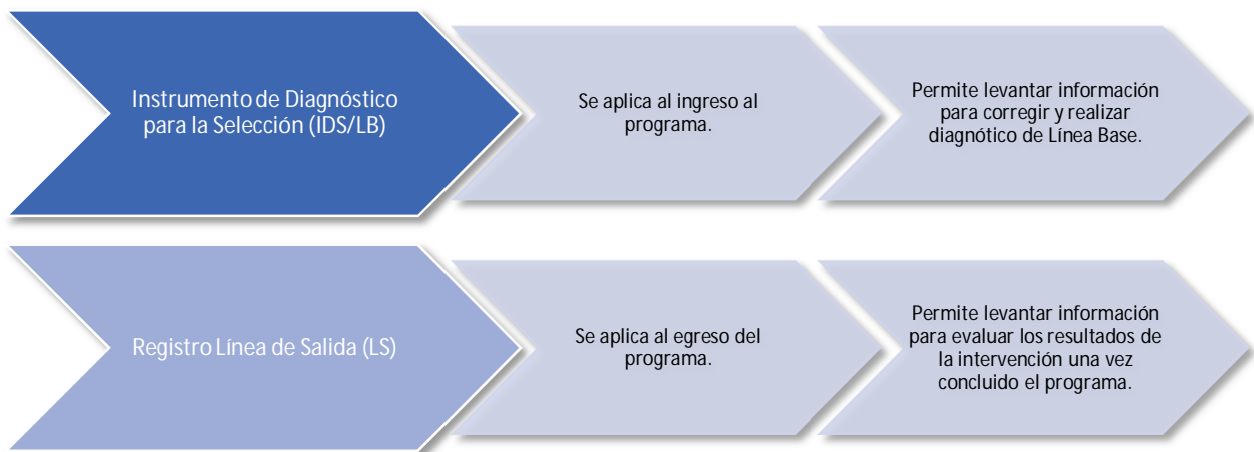 Instrumento de Diagnóstico
para la Selección (IDS/LB)
Se aplica al ingreso al
programa.
Permite levantar información
para corregir y realizar
diagnótico de Línea Base.
Registro Línea de Salida (LS)
Se aplica al egreso del
programa.
Permite levantar información
para evaluar los resultados de
la intervención una vez
concluido el programa.